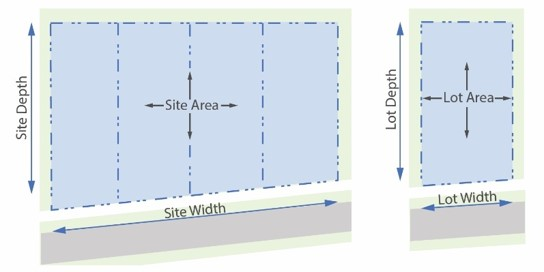 Site Depth
Site Area
Site Width
Lot Depth
Lot Area
Lot Width